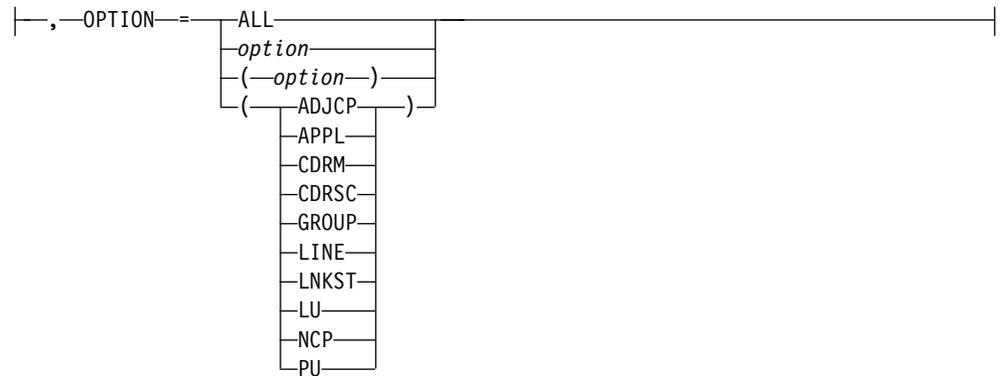 , OPTION = ALL
option
( option )
( ADJCP )
APPL
CDRM
CDRSC
GROUP
LINE
LNKST
LU
NCP
PU